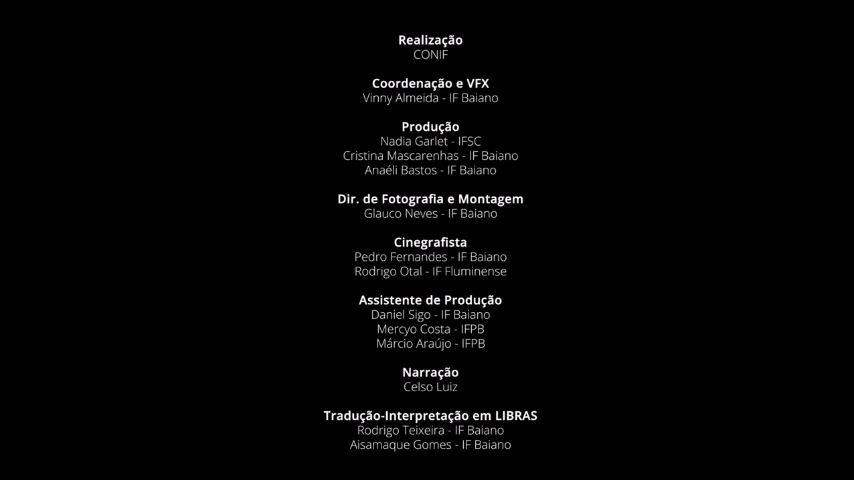 Realização
CONIF
Coordenação e VFX
Vinny Almeida - IF Baiano
Produção
Nadia Garlet - IFSC
Cristina Mascarenhas - IF Baiano
Anaéli Bastos - IF Baiano
Dir. de Fotografia e Montagem
Glauco Neves - IF Baiano
Cinegrafista
Pedro Fernandes - IF Baiano
Rodrigo Otal - IF Fluminense
Assistente de Produção
Daniel Sigo - IF Baiano
Mercyo Costa - IFPB
Márcio Araújo - IFPB
Narração
Celso Luiz
Tradução-Interpretação em LIBRAS
Rodrigo Teixeira - IF Baiano
Aisamaque Gomes - IF Baiano